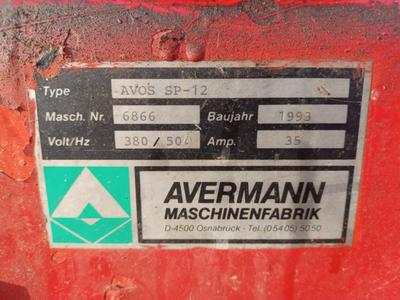 Type AVOS SP-12
Masch. Nr. 6866 Baujahr 1993
Volt/Hz 380/50 Amp. 35
AVERMANN
MASCHINENFABRIK
D-4500 Osnabrück - Tel. (05405) 5050